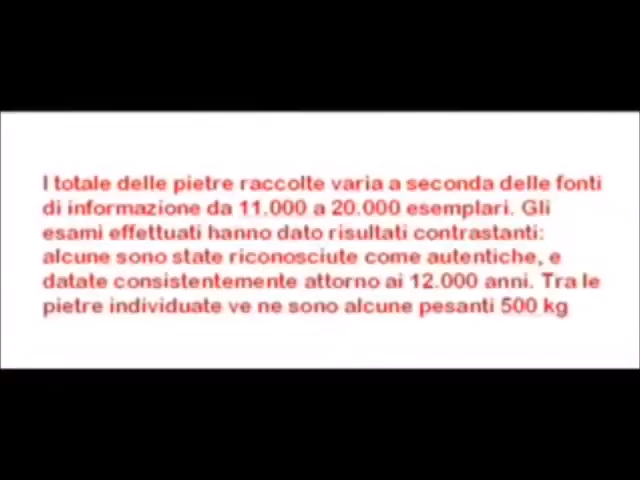 I totale delle pietre raccolte varia a seconda delle fonti
di informazione da 11.000 a 20.000 esemplari. Gli
esami effettuati hanno dato risultati contrastanti:
alcune sono state riconosciute come autentiche, e
datate consistentemente attorno ai 12.000 anni. Tra le
pietre individuate ve ne sono alcune pesanti 500 kg